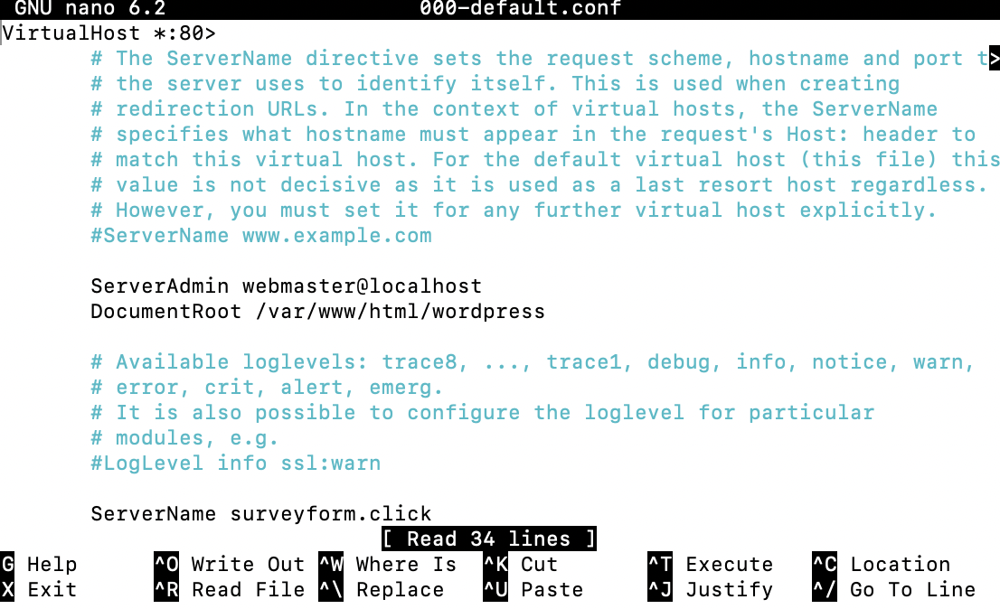 GNU nano 6.2 000-default.conf
VirtualHost *:80>
# The ServerName directive sets the request scheme, hostname and port t>
# the server uses to identify itself. This is used when creating
# redirection URLs. In the context of virtual hosts, the ServerName
# specifies what hostname must appear in the request's Host: header to
# match this virtual host. For the default virtual host (this file) this
# value is not decisive as it is used as a last resort host regardless.
# However, you must set it for any further virtual host explicitly.
#ServerName www.example.com
ServerAdmin webmaster@localhost
DocumentRoot /var/www/html/wordpress
# Available loglevels: trace8, ..., trace1, debug, info, notice, warn,
# error, crit, alert, emerg.
# It is also possible to configure the loglevel for particular
# modules, e.g.
#LogLevel info ssl:warn
ServerName surveyform.click
[ Read 34 lines ]
G Help ^O Write Out ^W Where Is ^K Cut ^T Execute ^C Location
X Exit ^R Read File ^\ Replace ^U Paste ^J Justify ^/ Go To Line